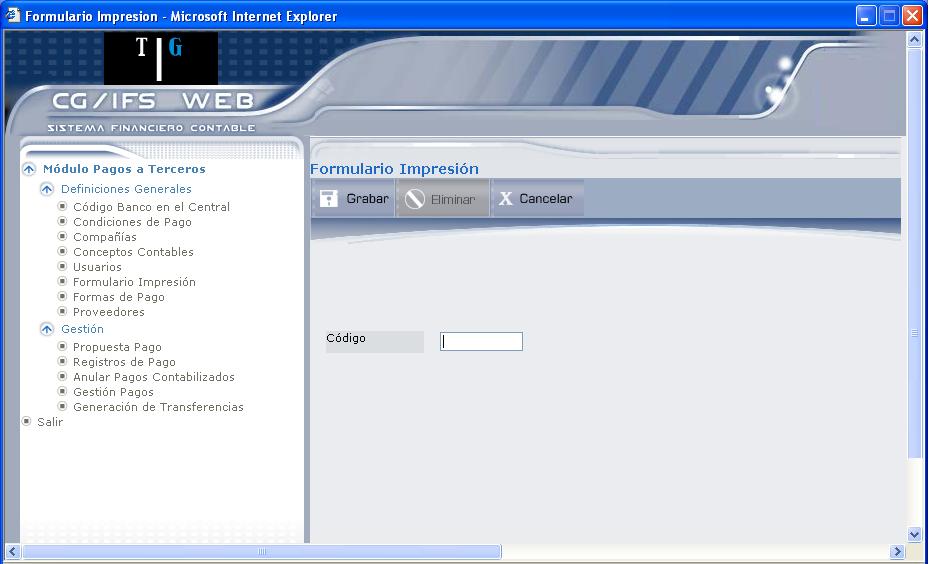 Formulario Impresion - Microsoft Internet Explorer
T G
CG/IFS WEB
SISTEMA FINANCIERO CONTABLE
Módulo Pagos a Terceros
Definiciones Generales
Código Banco en el Central
Condiciones de Pago
Compañías
Conceptos Contables
Usuarios
Formulario Impresión
Formas de Pago
Proveedores
Gestión
Propuesta Pago
Registros de Pago
Anular Pagos Contabilizados
Gestión Pagos
Generación de Transferencias
Salir
Formulario Impresión
Grabar Eliminar X Cancelar
Código